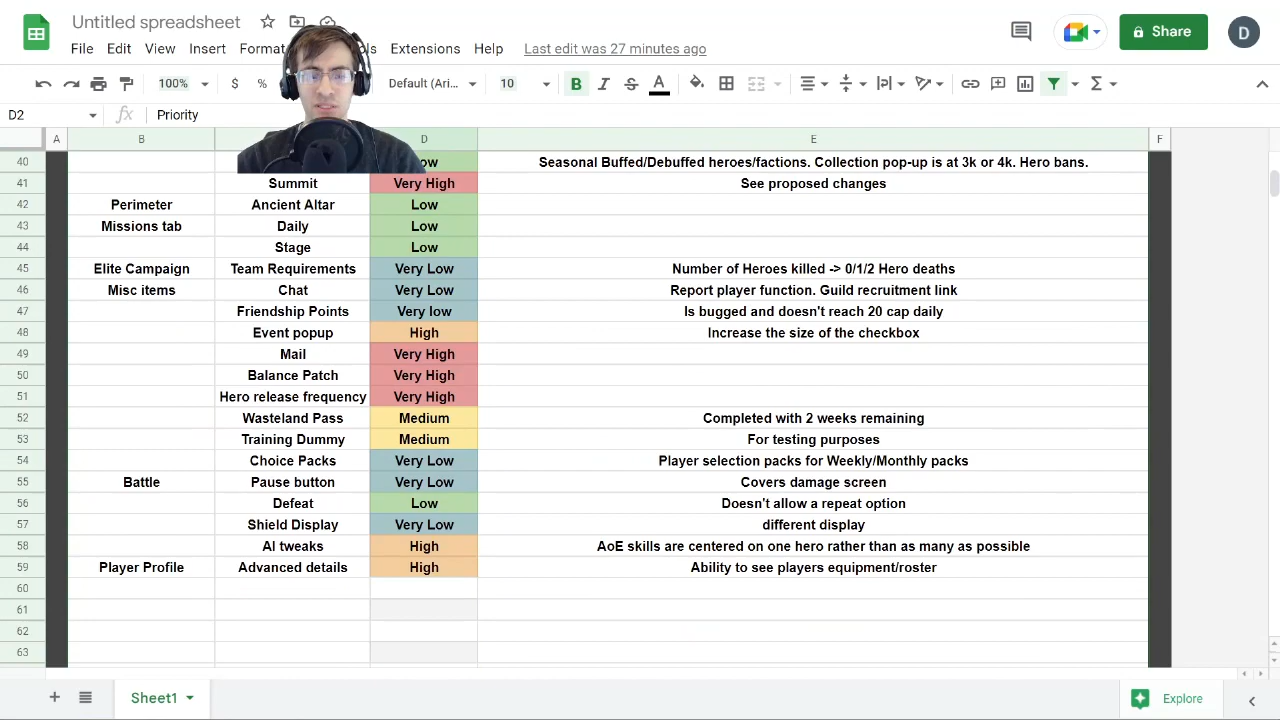 Untitled spreadsheet
File Edit View Insert Format Extensions Help Last edit was 27 minutes ago
Share
D
100% $ % Default (Ari... 10 B I S A Σ
D2 fx Priority
A B D E F
40 Seasonal Buffed/Debuffed heroes/factions. Collection pop-up is at 3k or 4k. Hero bans.
41 Summit Very High See proposed changes
42 Perimeter Ancient Altar Low
43 Missions tab Daily Low
44 Stage Low
45 Elite Campaign Team Requirements Very Low Number of Heroes killed -> 0/1/2 Hero deaths
46 Misc items Chat Very Low Report player function. Guild recruitment link
47 Friendship Points Very low Is bugged and doesn't reach 20 cap daily
48 Event popup High Increase the size of the checkbox
49 Mail Very High
50 Balance Patch Very High
51 Hero release frequency Very High
52 Wasteland Pass Medium Completed with 2 weeks remaining
53 Training Dummy Medium For testing purposes
54 Choice Packs Very Low Player selection packs for Weekly/Monthly packs
55 Battle Pause button Very Low Covers damage screen
56 Defeat Low Doesn't allow a repeat option
57 Shield Display Very Low different display
58 AI tweaks High AoE skills are centered on one hero rather than as many as possible
59 Player Profile Advanced details High Ability to see players equipment/roster
60
61
62
63
Sheet1 Explore